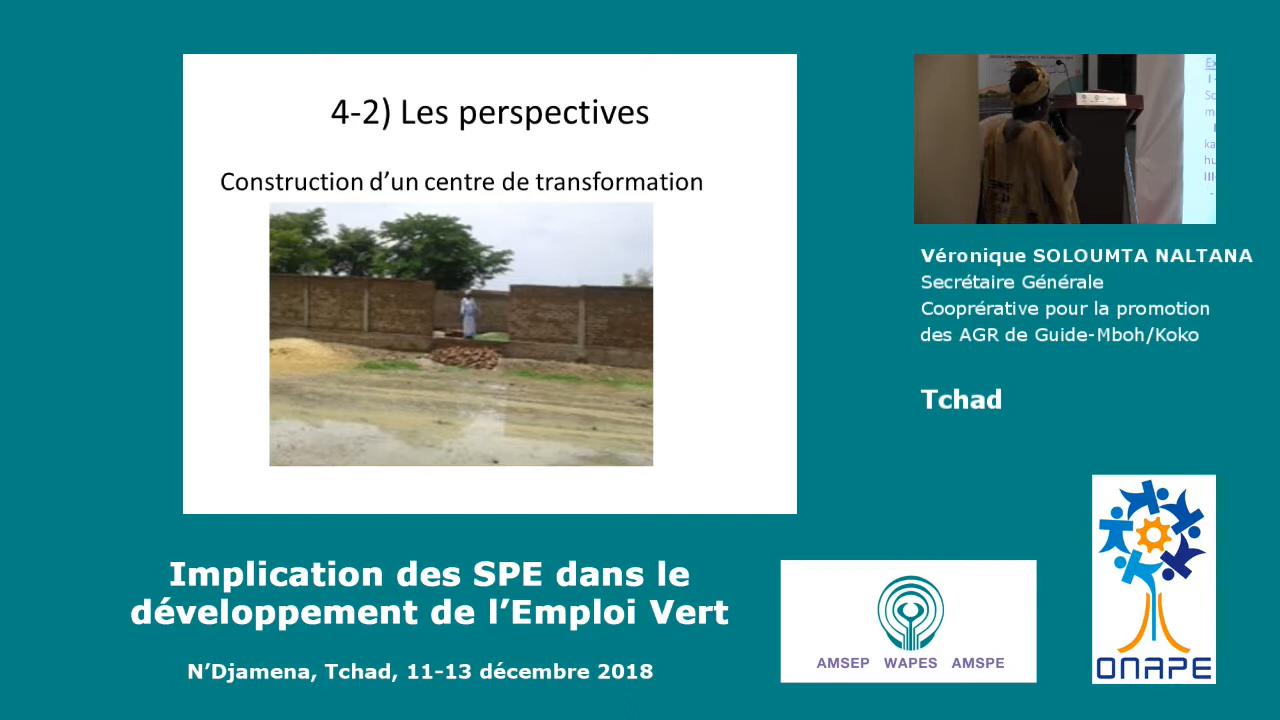 4-2) Les perspectives
Construction d’un centre de transformation
Véronique SOLOUMTA NALTANA
Secrétaire Générale
Cooprérative pour la promotion
des AGR de Guide-Mboh/Koko
Tchad
Implication des SPE dans le
développement de l’Emploi Vert
N’Djamena, Tchad, 11-13 décembre 2018
AMSEP WAPES AMSPE
ONAPE